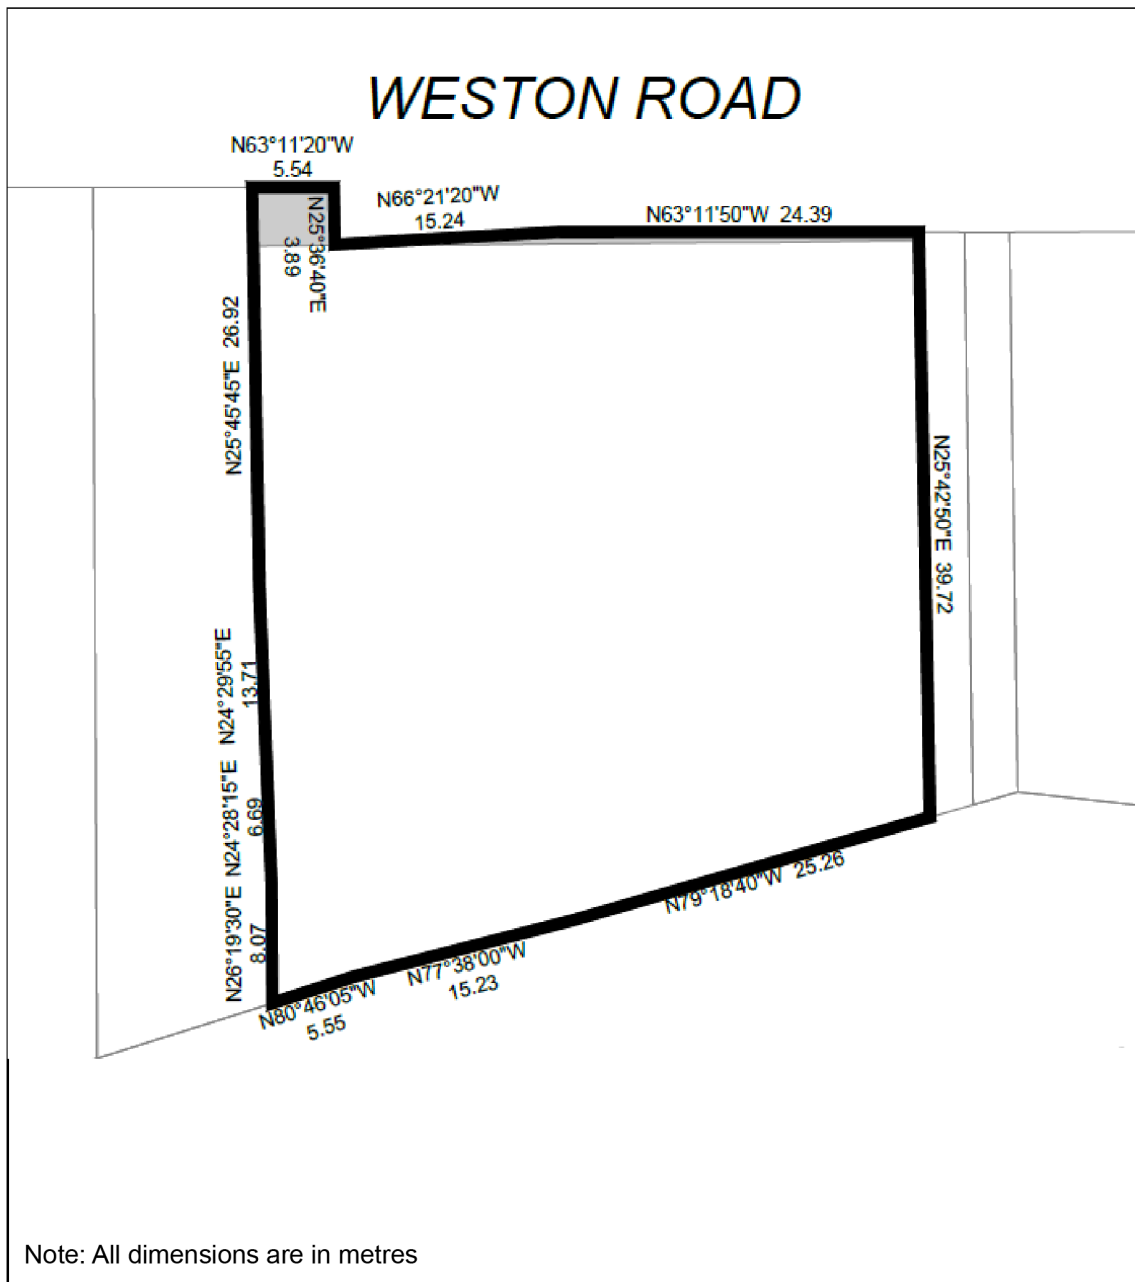 WESTON ROAD
N63°11'20"W
5.54
N66°21'20"W
15.24
N63°11'50"W 24.39
N25°36'40"E
3.89
N25°45'45"E 26.92
N25°42'50"E 39.72
N24°29'55"E
13.71
N24°28'15"E
6.69
N26°19'30"E
8.07
N79°18'40"W 25.26
N77°38'00"W
15.23
N80°46'05"W
5.55
Note: All dimensions are in metres